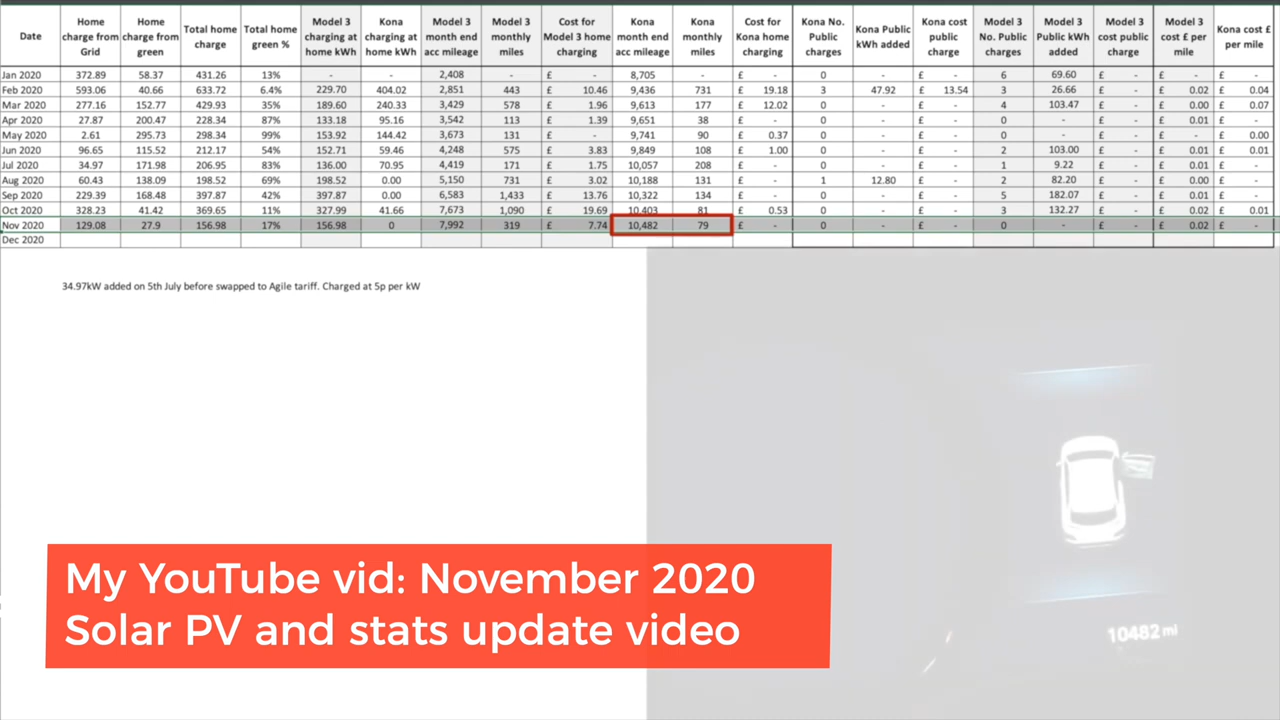 Date Home charge from Grid Home charge from green Total home charge Total home green % Model 3 charging at home kWh Kona charging at home kWh Model 3 month end acc mileage Model 3 monthly miles Cost for Model 3 home charging Kona month end acc mileage Kona monthly miles Cost for Kona home charging Kona No. Public charges Kona Public kWh added Kona cost public charge Model 3 No. Public charges Model 3 Public kWh added Model 3 cost public charge Model 3 cost £ per mile Kona cost £ per mile
Jan 2020 372.89 58.37 431.26 13% - - 2,408 - £ - 8,705 - £ - 0 - £ - 6 69.60 £ - £ - £ -
Feb 2020 593.06 40.66 633.72 6.4% 229.70 404.02 2,851 443 £ 10.46 9,436 731 £ 19.18 3 47.92 £ 13.54 3 26.66 £ - £ 0.02 £ 0.04
Mar 2020 277.16 152.77 429.93 35% 189.60 240.33 3,429 578 £ 1.96 9,613 177 £ 12.02 0 - £ - 4 103.47 £ - £ 0.00 £ 0.07
Apr 2020 27.87 200.47 228.34 87% 133.18 95.16 3,542 113 £ 1.39 9,651 38 £ - 0 - £ - 0 - £ - £ 0.01 £ -
May 2020 2.61 295.73 298.34 99% 153.92 144.42 3,673 131 £ - 9,741 90 £ 0.37 0 - £ - 0 - £ - £ - £ 0.00
Jun 2020 96.65 115.52 212.17 54% 152.71 59.46 4,248 575 £ 3.83 9,849 108 £ 1.00 0 - £ - 2 103.00 £ - £ 0.01 £ 0.01
Jul 2020 34.97 171.98 206.95 83% 136.00 70.95 4,419 171 £ 1.75 10,057 208 £ - 0 - £ - 1 9.22 £ - £ 0.01 £ -
Aug 2020 60.43 138.09 198.52 69% 198.52 0.00 5,150 731 £ 3.02 10,188 131 £ - 1 12.80 £ - 2 82.20 £ - £ 0.00 £ -
Sep 2020 229.39 168.48 397.87 42% 397.87 0.00 6,583 1,433 £ 13.76 10,322 134 £ - 0 - £ - 5 182.07 £ - £ 0.01 £ -
Oct 2020 328.23 41.42 369.65 11% 327.99 41.66 7,673 1,090 £ 19.69 10,403 81 £ 0.53 0 - £ - 3 132.27 £ - £ 0.02 £ 0.01
Nov 2020 129.08 27.9 156.98 17% 156.98 0 7,992 319 £ 7.74 10,482 79 £ - 0 - £ - 0 - £ - £ 0.02 £ -
Dec 2020
34.97kW added on 5th July before swapped to Agile tariff. Charged at 5p per kW
My YouTube vid: November 2020
Solar PV and stats update video
10482 mi